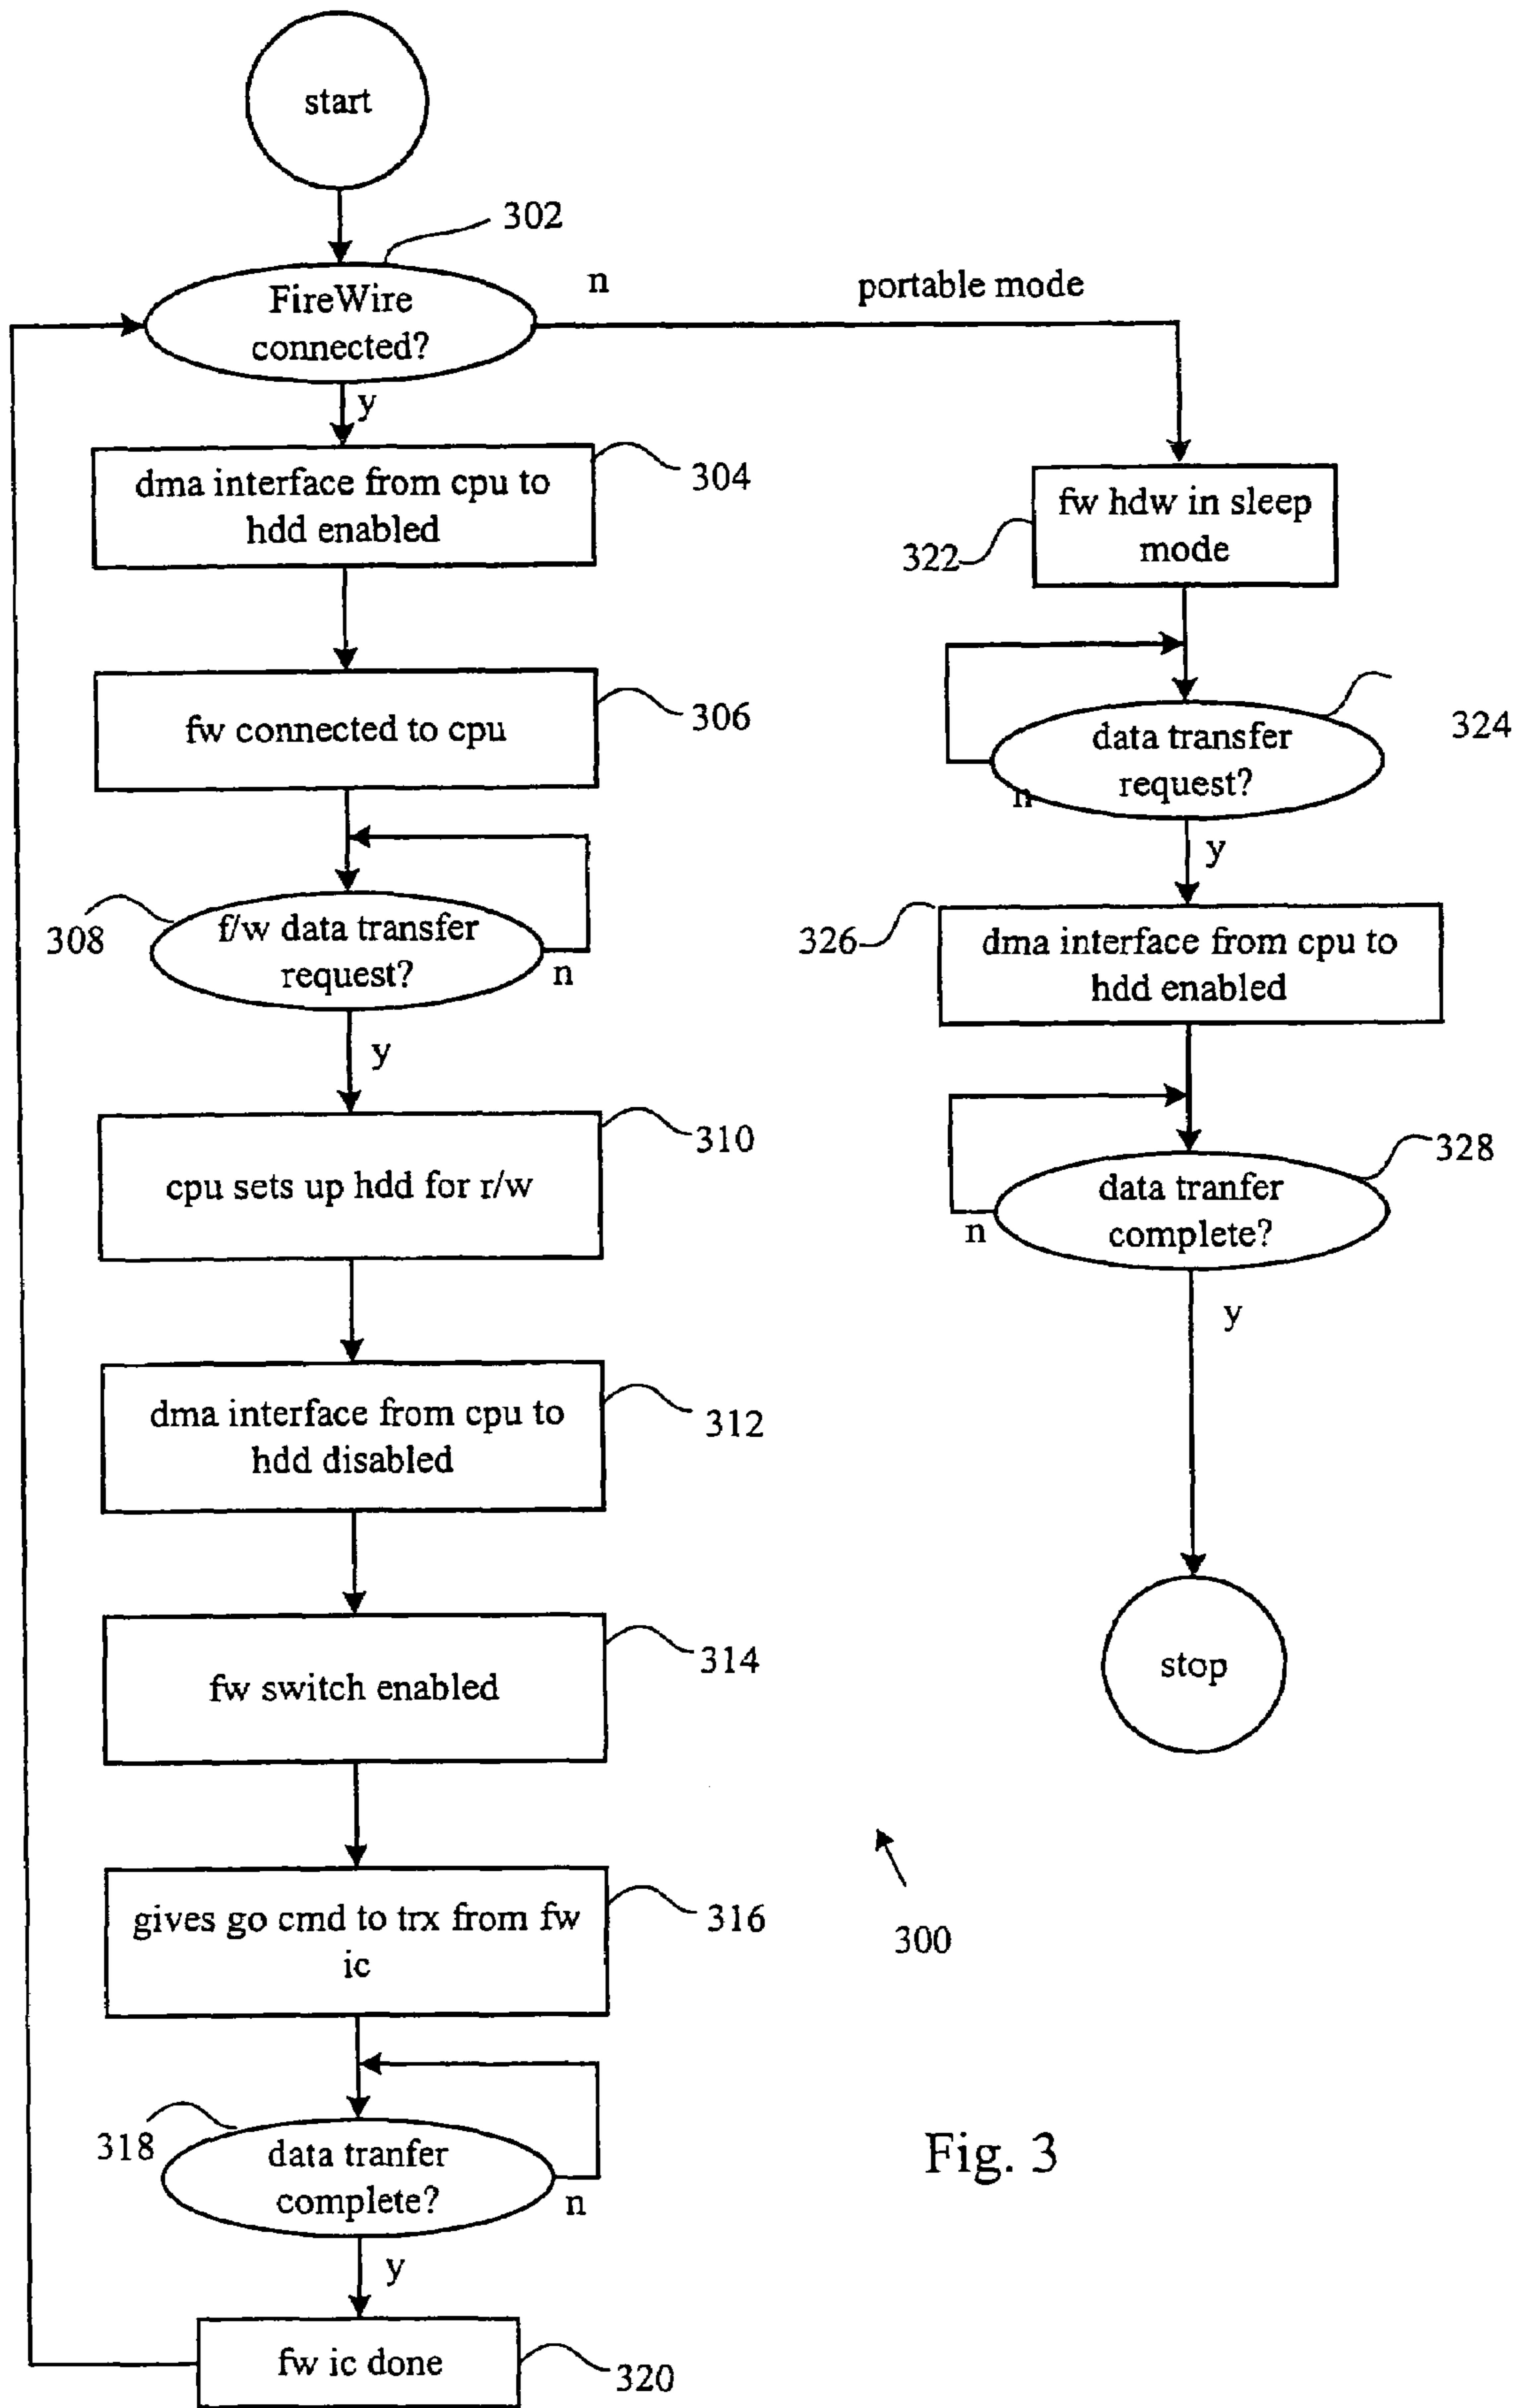 start
302
FireWire
connected?
n
portable mode
y
dma interface from cpu to
hdd enabled
304
fw connected to cpu
306
308
f/w data transfer
request?
n
y
cpu sets up hdd for r/w
310
dma interface from cpu to
hdd disabled
312
fw switch enabled
314
gives go cmd to trx from fw
ic
316
318
data tranfer
complete?
n
y
fw ic done
320
fw hdw in sleep
mode
322
data transfer
request?
324
n
y
326
dma interface from cpu to
hdd enabled
data tranfer
complete?
328
n
y
stop
300
Fig. 3